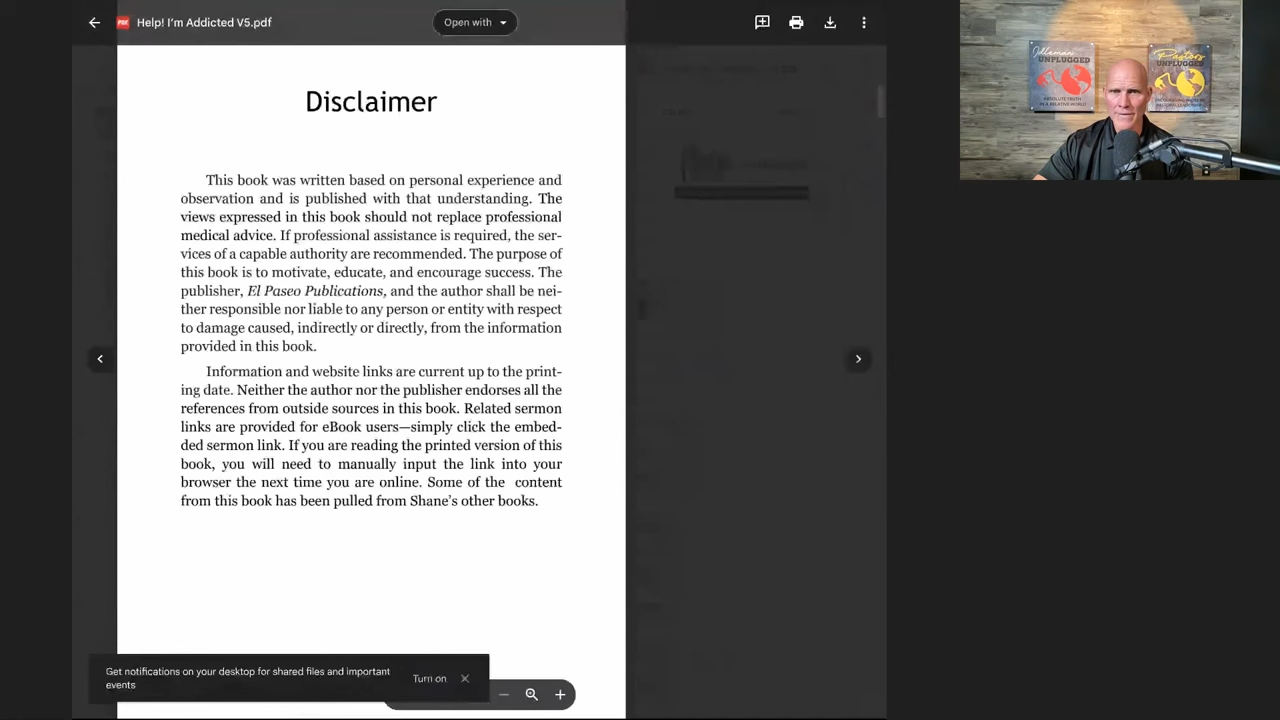 Help! I'm Addicted V5.pdf
Open with
Disclaimer
This book was written based on personal experience and
observation and is published with that understanding. The
views expressed in this book should not replace professional
medical advice. If professional assistance is required, the ser-
vices of a capable authority are recommended. The purpose of
this book is to motivate, educate, and encourage success. The
publisher, El Paseo Publications, and the author shall be nei-
ther responsible nor liable to any person or entity with respect
to damage caused, indirectly or directly, from the information
provided in this book.
Information and website links are current up to the print-
ing date. Neither the author nor the publisher endorses all the
references from outside sources in this book. Related sermon
links are provided for eBook users—simply click the embed-
ded sermon link. If you are reading the printed version of this
book, you will need to manually input the link into your
browser the next time you are online. Some of the content
from this book has been pulled from Shane's other books.
Get notifications on your desktop for shared files and important
events
Turn on
Idleman
UNPLUGGED
ABSOLUTE TRUTH
IN A RELATIVE WORLD
Pastors
UNPLUGGED